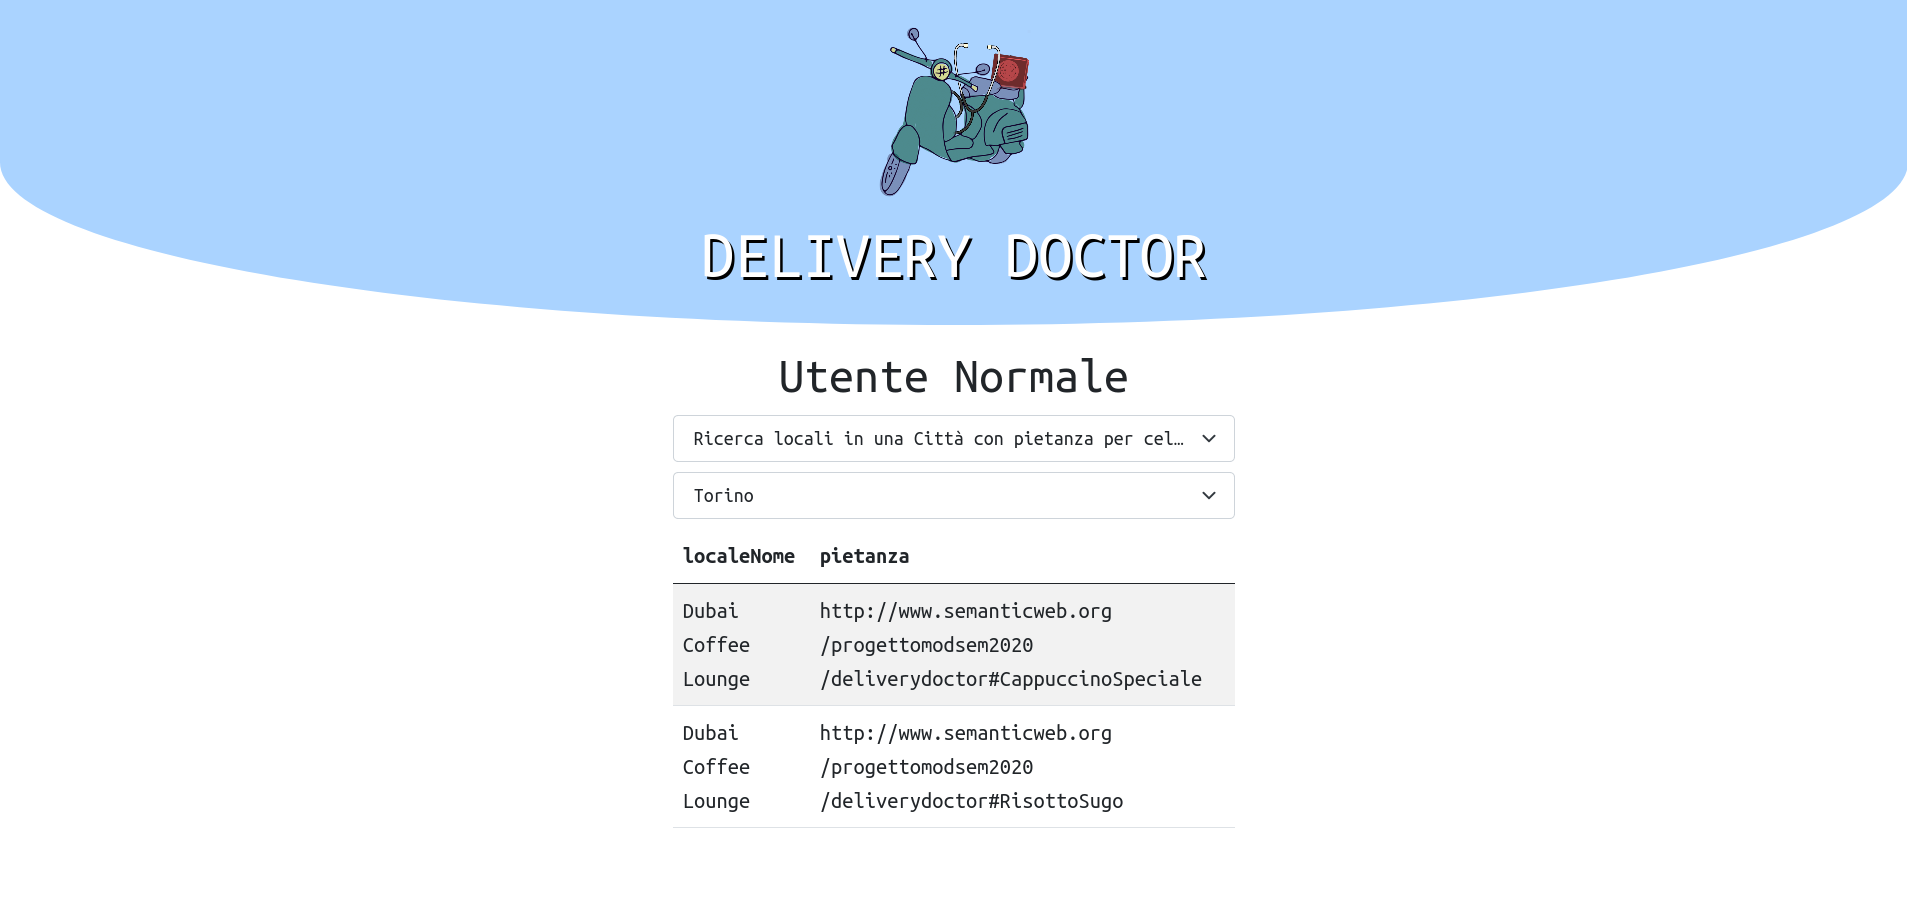 DELIVERY DOCTOR
Utente Normale
Ricerca locali in una Città con pietanza per cel…
Torino
localeNome pietanza
Dubai http://www.semanticweb.org
Coffee /progettomodsem2020
Lounge /deliverydoctor#CappuccinoSpeciale
Dubai http://www.semanticweb.org
Coffee /progettomodsem2020
Lounge /deliverydoctor#RisottoSugo